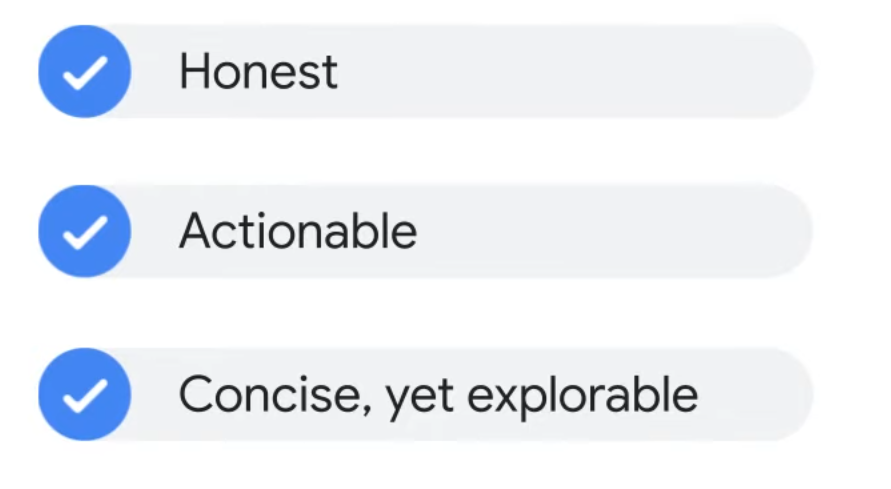 Honest
Actionable
Concise, yet explorable